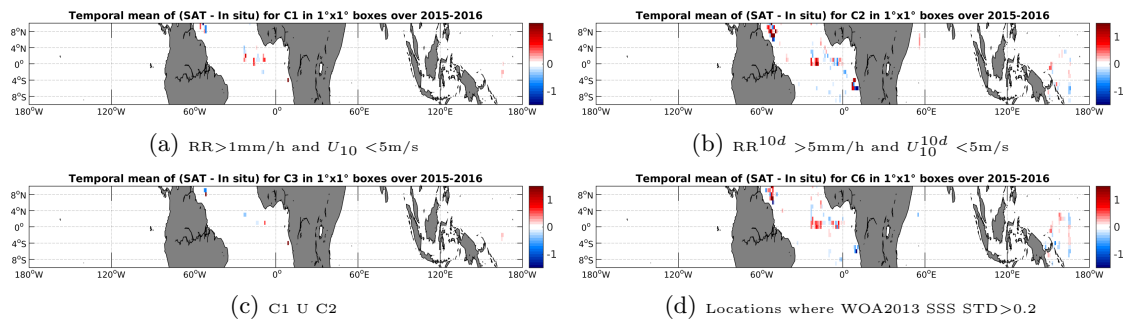 Temporal mean of (SAT - In situ) for C1 in 1°x1° boxes over 2015-2016
8°N
4°N
0°
4°S
8°S
180°W 120°W 60°W 0° 60°E 120°E 180°W
1
0
-1
(a) RR>1mm/h and U10 <5m/s
Temporal mean of (SAT - In situ) for C2 in 1°x1° boxes over 2015-2016
8°N
4°N
0°
4°S
8°S
180°W 120°W 60°W 0° 60°E 120°E 180°W
1
0
-1
(b) RR^10d >5mm/h and U10^10d <5m/s
Temporal mean of (SAT - In situ) for C3 in 1°x1° boxes over 2015-2016
8°N
4°N
0°
4°S
8°S
180°W 120°W 60°W 0° 60°E 120°E 180°W
1
0
-1
(c) C1 U C2
Temporal mean of (SAT - In situ) for C6 in 1°x1° boxes over 2015-2016
8°N
4°N
0°
4°S
8°S
180°W 120°W 60°W 0° 60°E 120°E 180°W
1
0
-1
(d) Locations where WOA2013 SSS STD>0.2